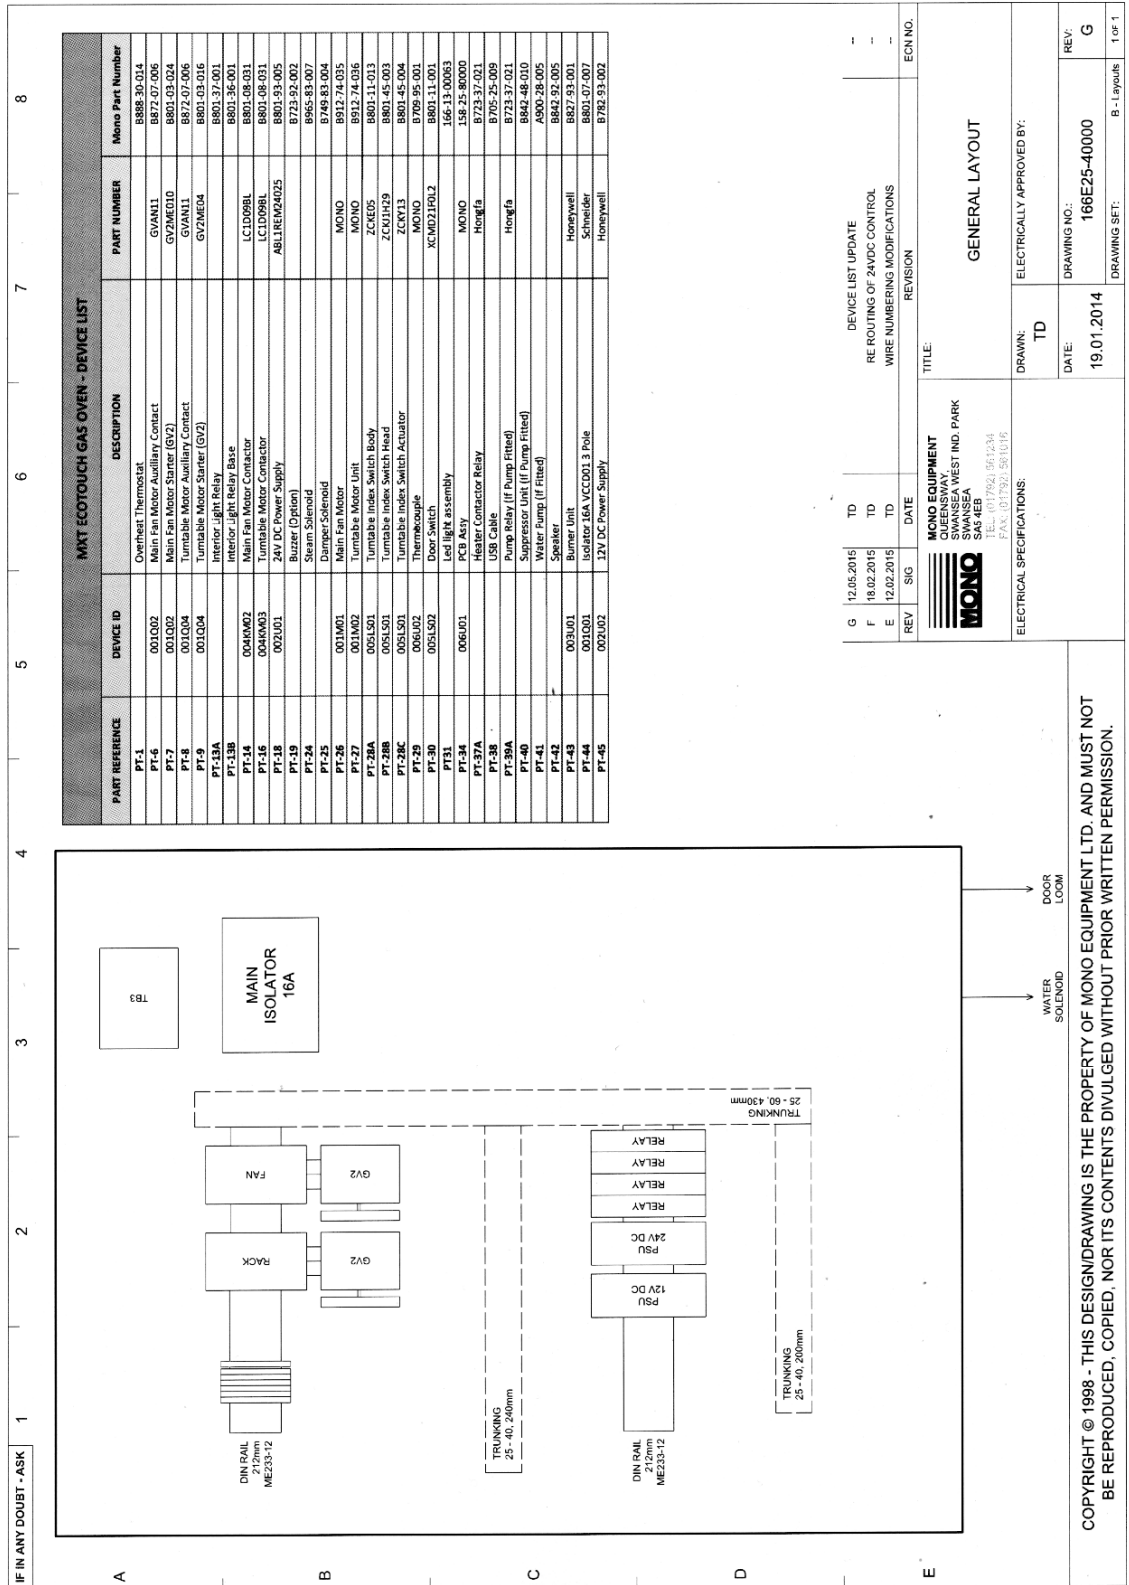 IF IN ANY DOUBT - ASK
1
2
3
4
5
6
7
8
A
B
C
D
E
DIN RAIL
212mm
ME233-12
RACK
FAN
GV2
GV2
TB3
MAIN
ISOLATOR
16A
TRUNKING
25 - 60, 430mm
TRUNKING
25 - 40, 240mm
DIN RAIL
212mm
ME233-12
PSU
12V DC
PSU
24V DC
RELAY
RELAY
RELAY
RELAY
TRUNKING
25 - 40, 200mm
WATER
SOLENOID
DOOR
LOOM
MXT ECOTOUCH GAS OVEN - DEVICE LIST
PART REFERENCE DEVICE ID DESCRIPTION PART NUMBER Mono Part Number
PT-1 Overheat Thermostat B888-30-014
PT-6 001Q02 Main Fan Motor Auxiliary Contact GVAN11 B872-07-006
PT-7 001Q02 Main Fan Motor Starter (GV2) GV2ME010 B801-03-024
PT-8 001Q04 Turntable Motor Auxiliary Contact GVAN11 B872-07-006
PT-9 001Q04 Turntable Motor Starter (GV2) GV2ME04 B801-03-016
PT-13A Interior Light Relay B801-37-001
PT-13B Interior Light Relay Base B801-36-001
PT-14 004KM02 Main Fan Motor Contactor LC1D09BL B801-08-031
PT-16 004KM03 Turntable Motor Contactor LC1D09BL B801-08-031
PT-18 002U01 24V DC Power Supply ABL1REM24025 B801-93-005
PT-19 Buzzer (Option) B723-92-002
PT-24 Steam Solenoid B965-83-007
PT-25 Damper Solenoid B749-83-004
PT-26 001M01 Main Fan Motor MONO B912-74-035
PT-27 001M02 Turntable Motor Unit MONO B912-74-036
PT-28A 005LS01 Turntable Index Switch Body ZCKE05 B801-11-013
PT-28B 005LS01 Turntable Index Switch Head ZCKJ1H29 B801-45-003
PT-28C 005LS01 Turntable Index Switch Actuator ZCKY13 B801-45-004
PT-29 006U02 Thermocouple MONO B709-95-001
PT-30 005LS02 Door Switch XCMD21F0L2 B801-11-001
PT31 Led light assembly 166-13-00063
PT-34 006U01 PCB Assy MONO 158-25-80000
PT-37A Heater Contactor Relay Hongfa B723-37-021
PT-38 USB Cable B705-25-009
PT-39A Pump Relay (If Pump Fitted) Hongfa B723-37-021
PT-40 Suppressor Unit (If Pump Fitted) B842-48-010
PT-41 Water Pump (If Fitted) A900-28-005
PT-42 Speaker B842-92-005
PT-43 003U01 Burner Unit Honeywell B827-93-001
PT-44 001Q01 Isolator 16A VCCD01 3 Pole Schneider B801-07-007
PT-45 002U02 12V DC Power Supply Honeywell B782-93-002
G 12.05.2015 TD DEVICE LIST UPDATE --
F 18.02.2015 TD RE ROUTING OF 24VDC CONTROL --
E 12.02.2015 TD WIRE NUMBERING MODIFICATIONS --
REV SIG DATE REVISION ECN NO.
MONO
MONO EQUIPMENT
QUEENSWAY,
SWANSEA WEST IND. PARK
SWANSEA
SA5 4EB
TEL: (01792) 561234
FAX: (01792) 561016
TITLE:
GENERAL LAYOUT
ELECTRICAL SPECIFICATIONS:
DRAWN:
TD
ELECTRICALLY APPROVED BY:
DATE:
19.01.2014
DRAWING NO.:
166E25-40000
REV:
G
DRAWING SET:
B - Layouts
1 OF 1
COPYRIGHT © 1998 - THIS DESIGN/DRAWING IS THE PROPERTY OF MONO EQUIPMENT LTD. AND MUST NOT
BE REPRODUCED, COPIED, NOR ITS CONTENTS DIVULGED WITHOUT PRIOR WRITTEN PERMISSION.